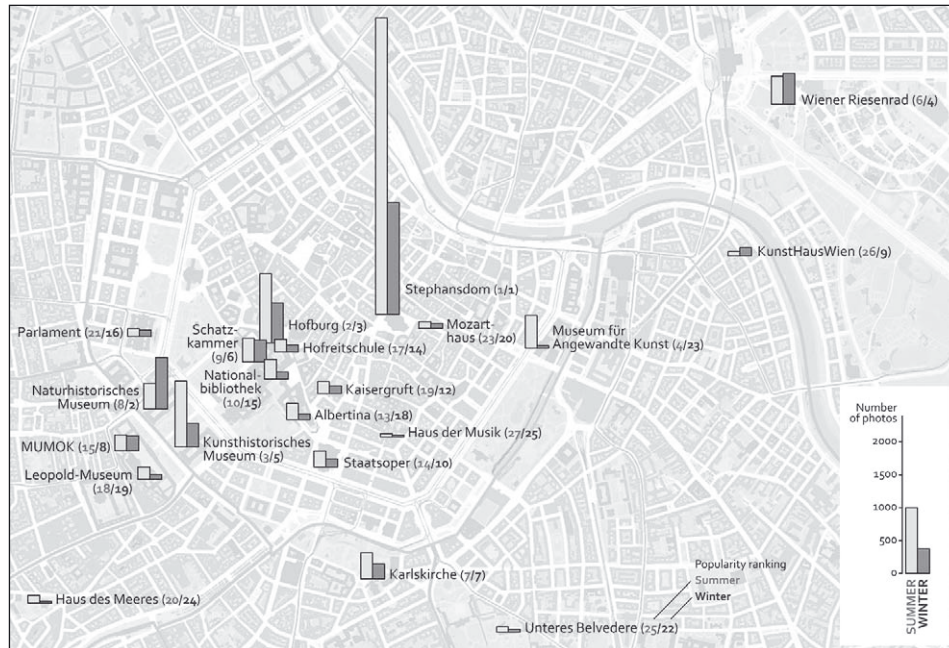 Wiener Riesenrad (6/4)
KunstHausWien (26/9)
Stephansdom (1/1)
Parlament (21/16)
Schatz-
kammer
(9/6)
Hofburg (2/3)
Hofreitschule (17/14)
Mozart-
haus (23/20)
Museum für
Angewandte Kunst (4/23)
National-
bibliothek
(10/15)
Naturhistorisches
Museum (8/2)
Kaisergruft (19/12)
Albertina (13/18)
Haus der Musik (27/25)
MUMOK (15/8)
Kunsthistorisches
Museum (3/5)
Staatsoper (14/10)
Leopold-Museum
(18/19)
Karlskirche (7/7)
Haus des Meeres (20/24)
Unteres Belvedere (25/22)
Popularity ranking
Summer
Winter
Number
of photos
2000
1500
1000
500
0
SUMMER
WINTER